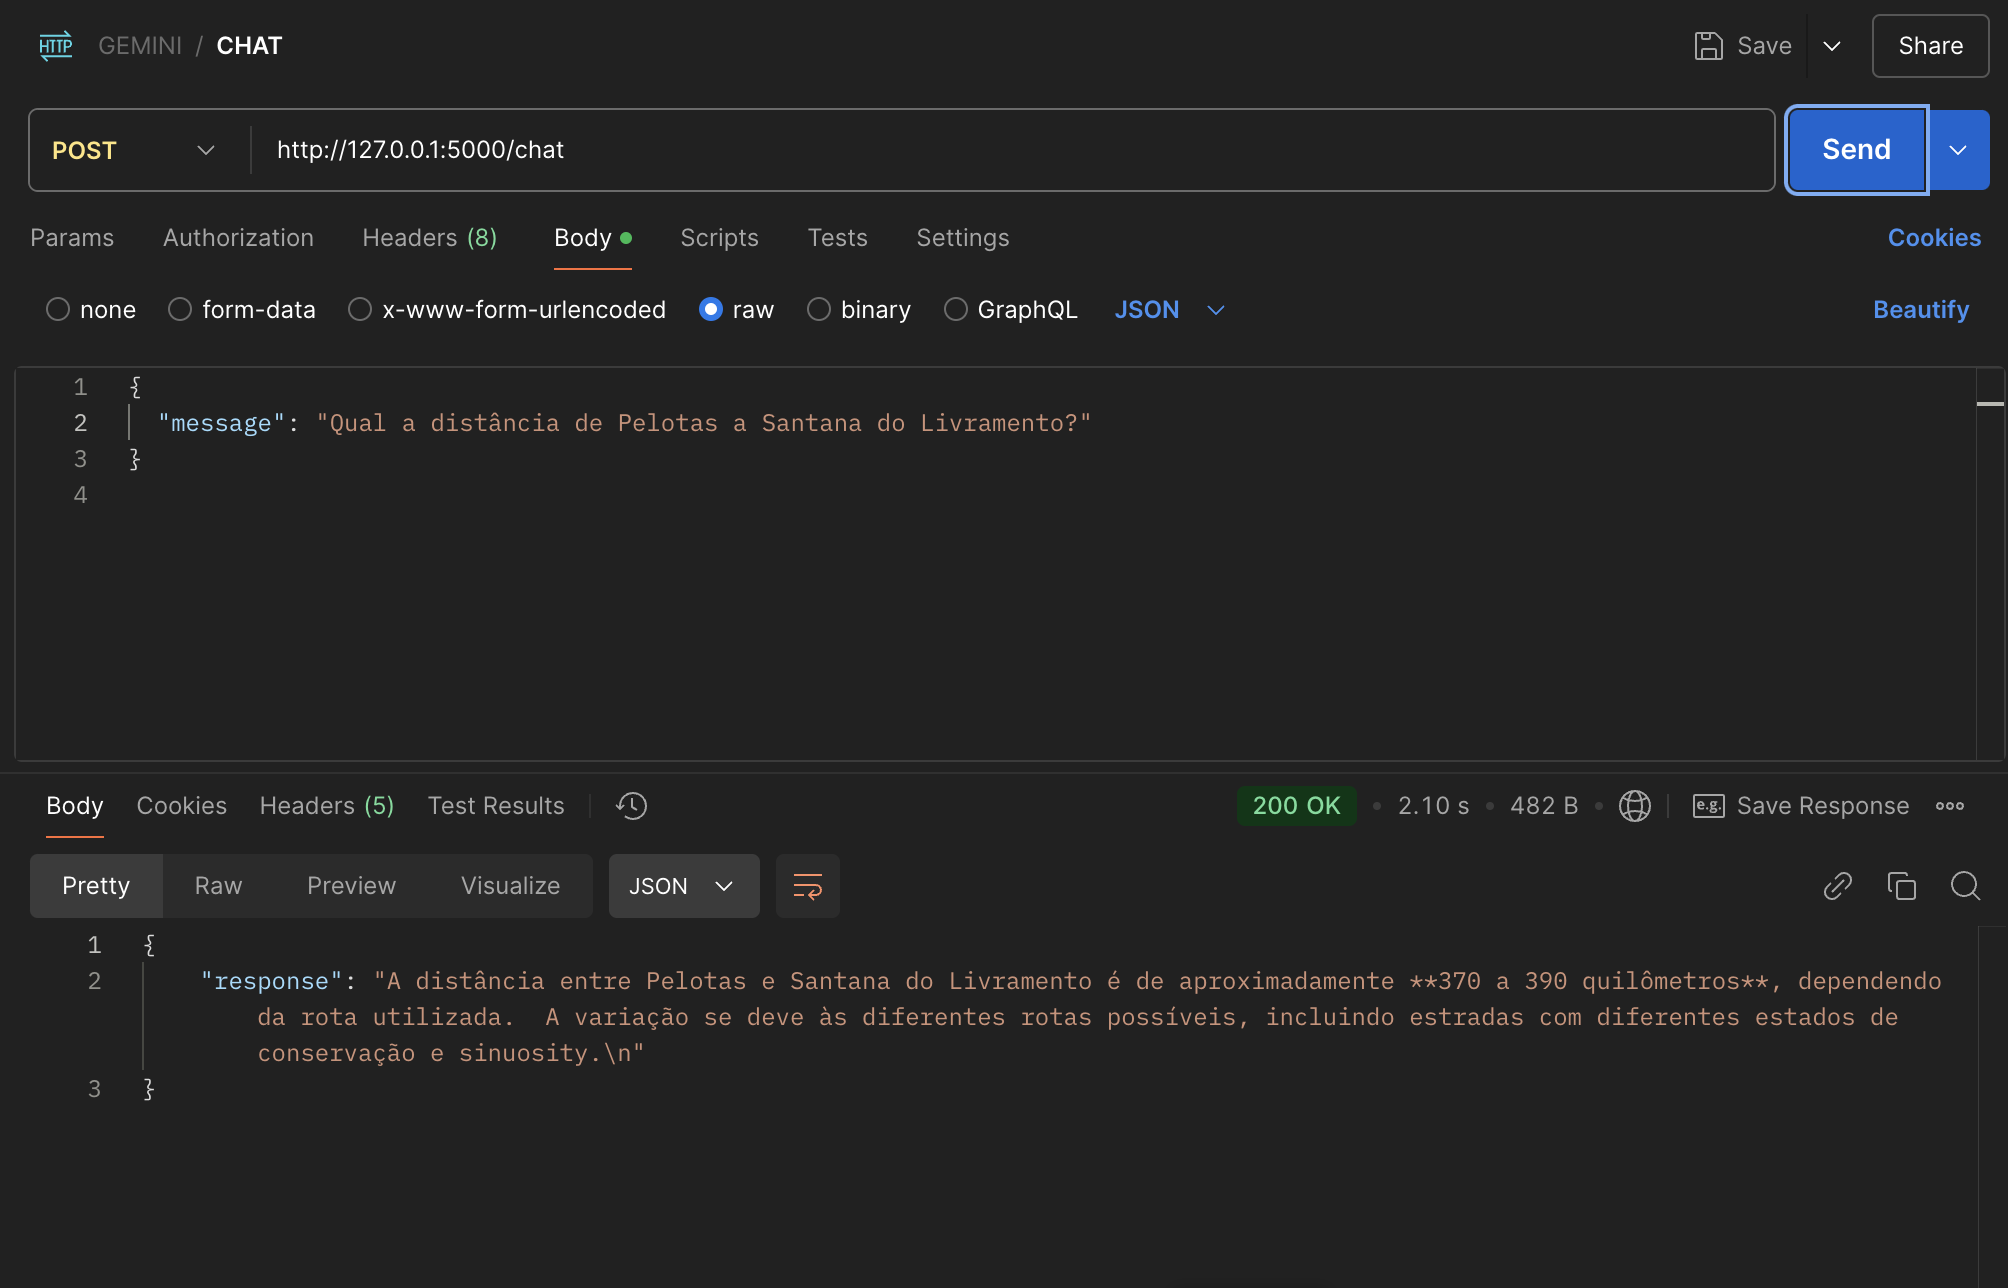 HTTP GEMINI / CHAT Save Share
POST http://127.0.0.1:5000/chat Send
Params Authorization Headers (8) Body Scripts Tests Settings Cookies
none form-data x-www-form-urlencoded raw binary GraphQL JSON Beautify
1 {
2 "message": "Qual a distância de Pelotas a Santana do Livramento?"
3 }
4
Body Cookies Headers (5) Test Results 200 OK • 2.10 s • 482 B • e.g. Save Response
Pretty Raw Preview Visualize JSON
1 {
2 "response": "A distância entre Pelotas e Santana do Livramento é de aproximadamente **370 a 390 quilômetros**, dependendo
da rota utilizada.  A variação se deve às diferentes rotas possíveis, incluindo estradas com diferentes estados de
conservação e sinuosity.\n"
3 }